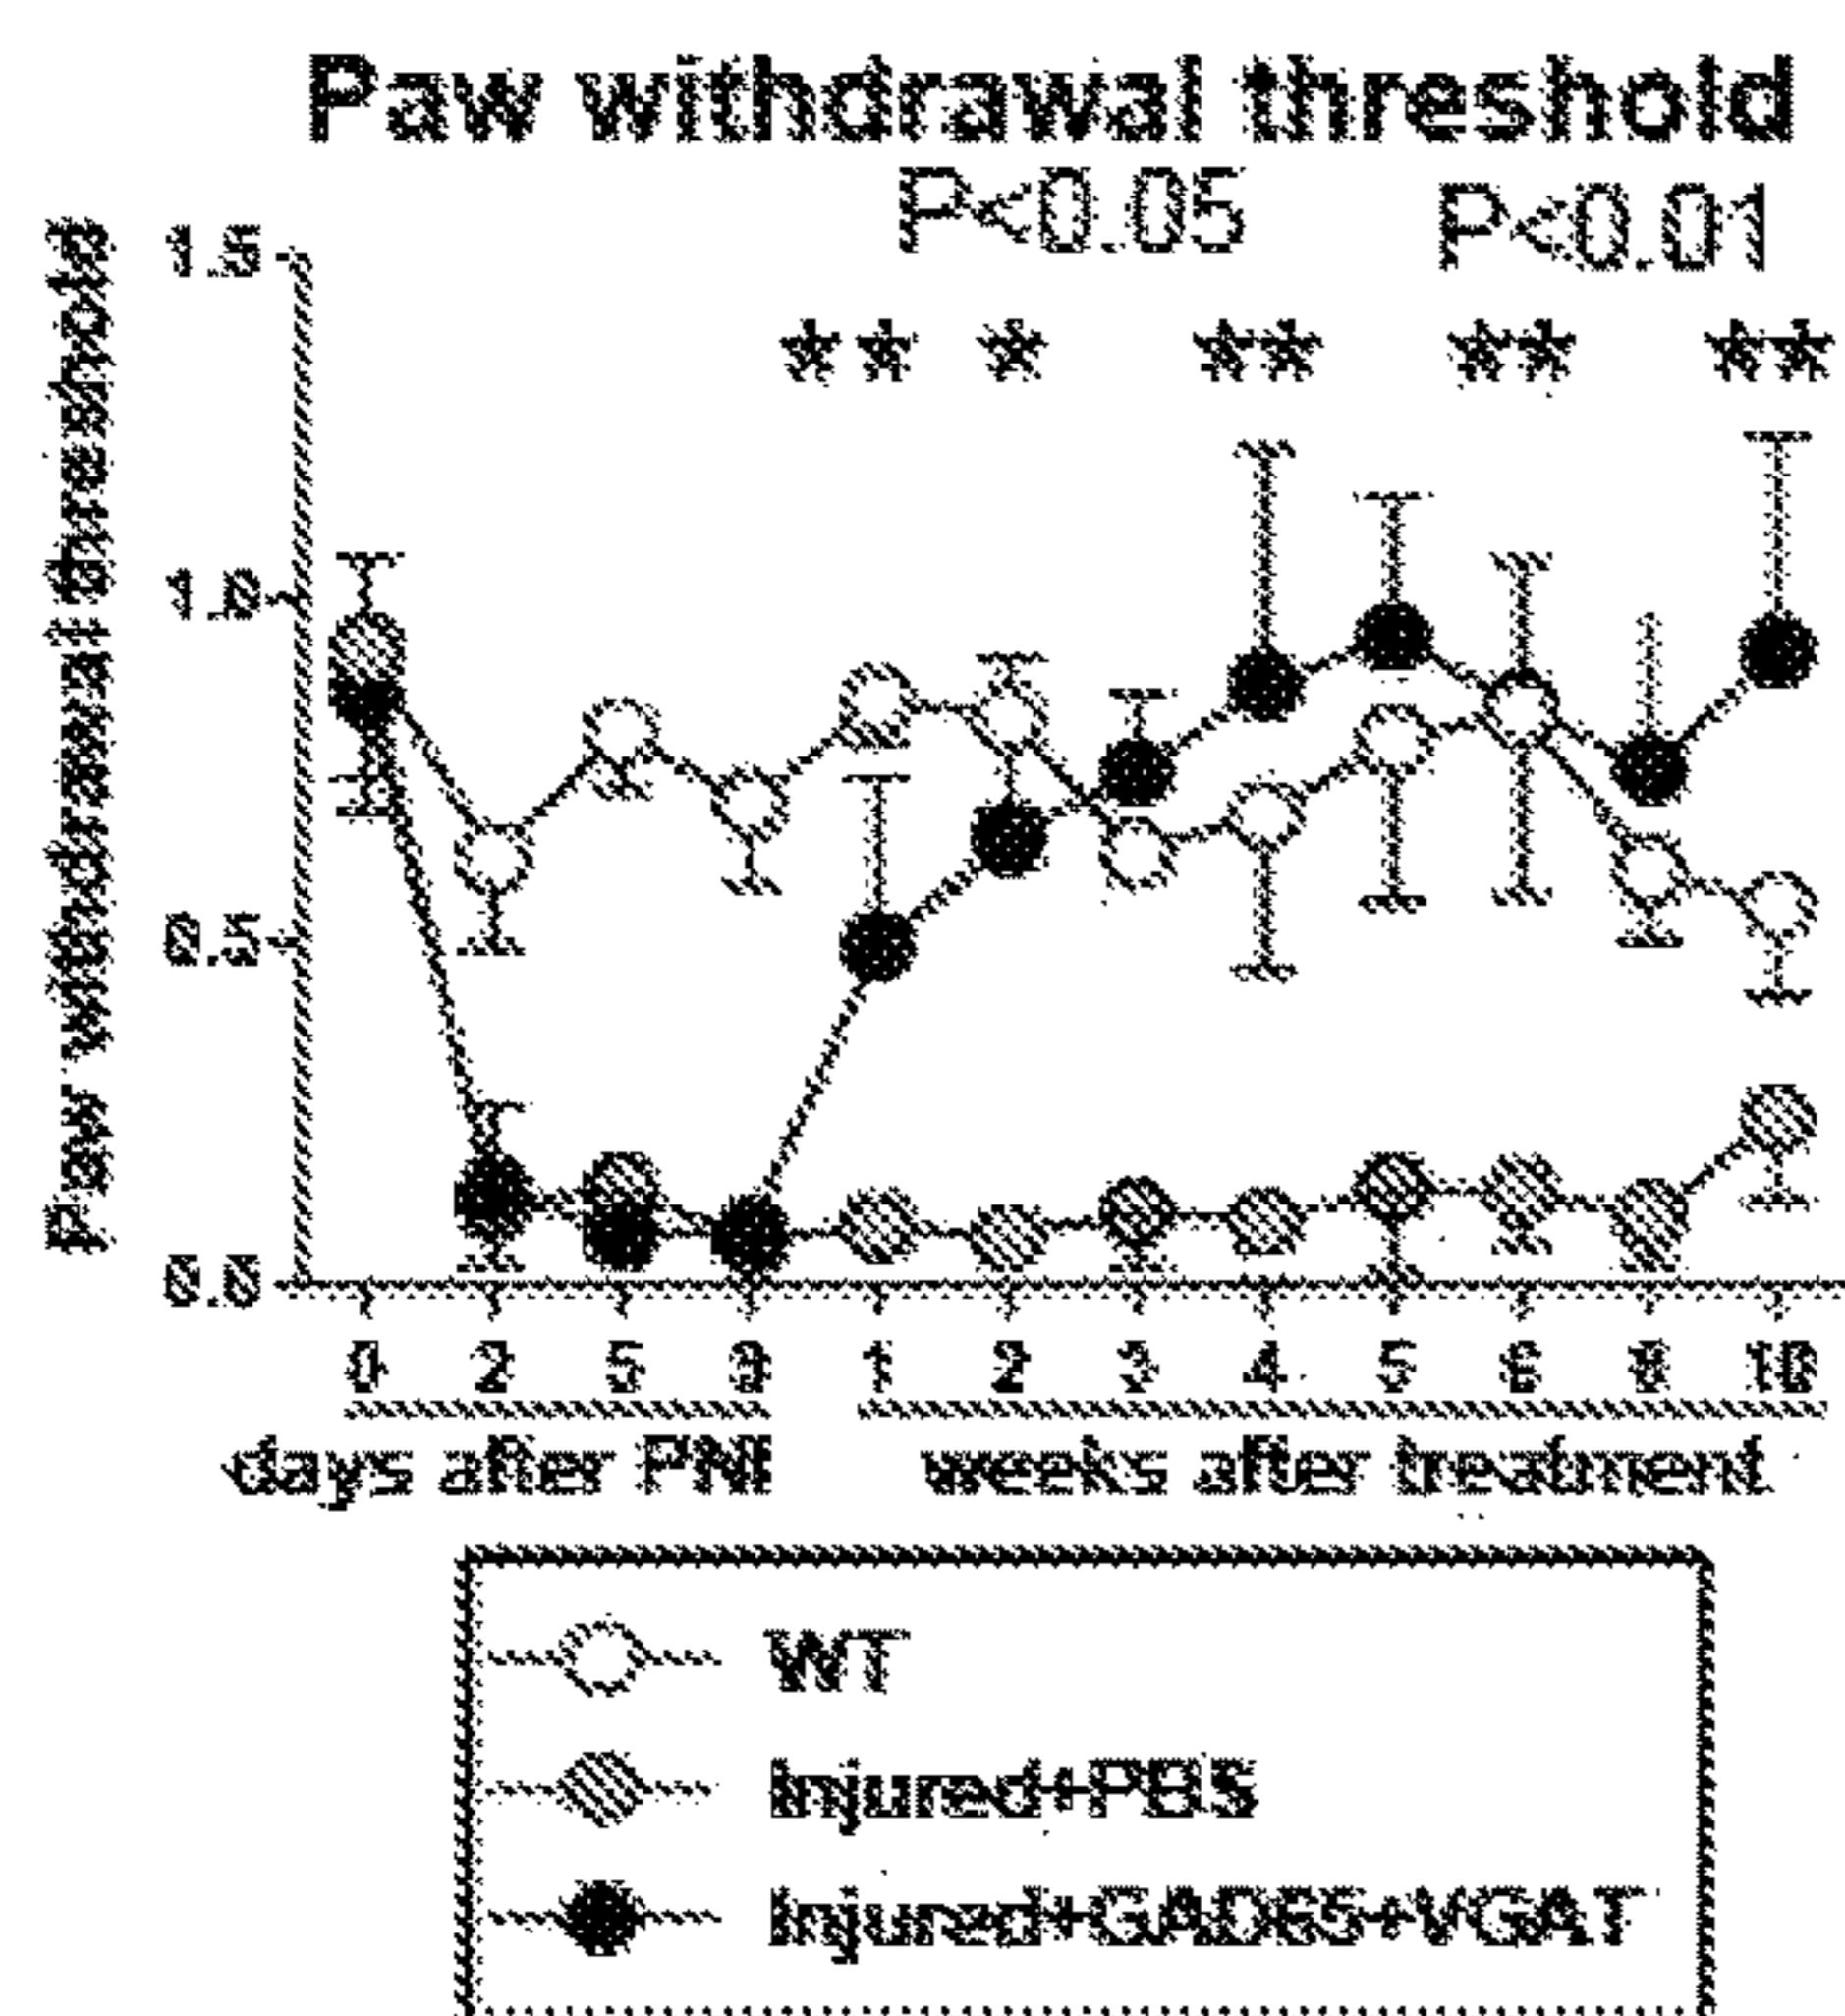 Paw withdrawal threshold
P<0.05 P<0.01
** * ** ** **
Paw withdrawal threshold
1.5
1.0
0.5
0.0
0 2 5 9 1 2 3 4 5 6 8 10
days after PNI weeks after treatment
WT
Injured+PBS
Injured+GAD65+VGAT